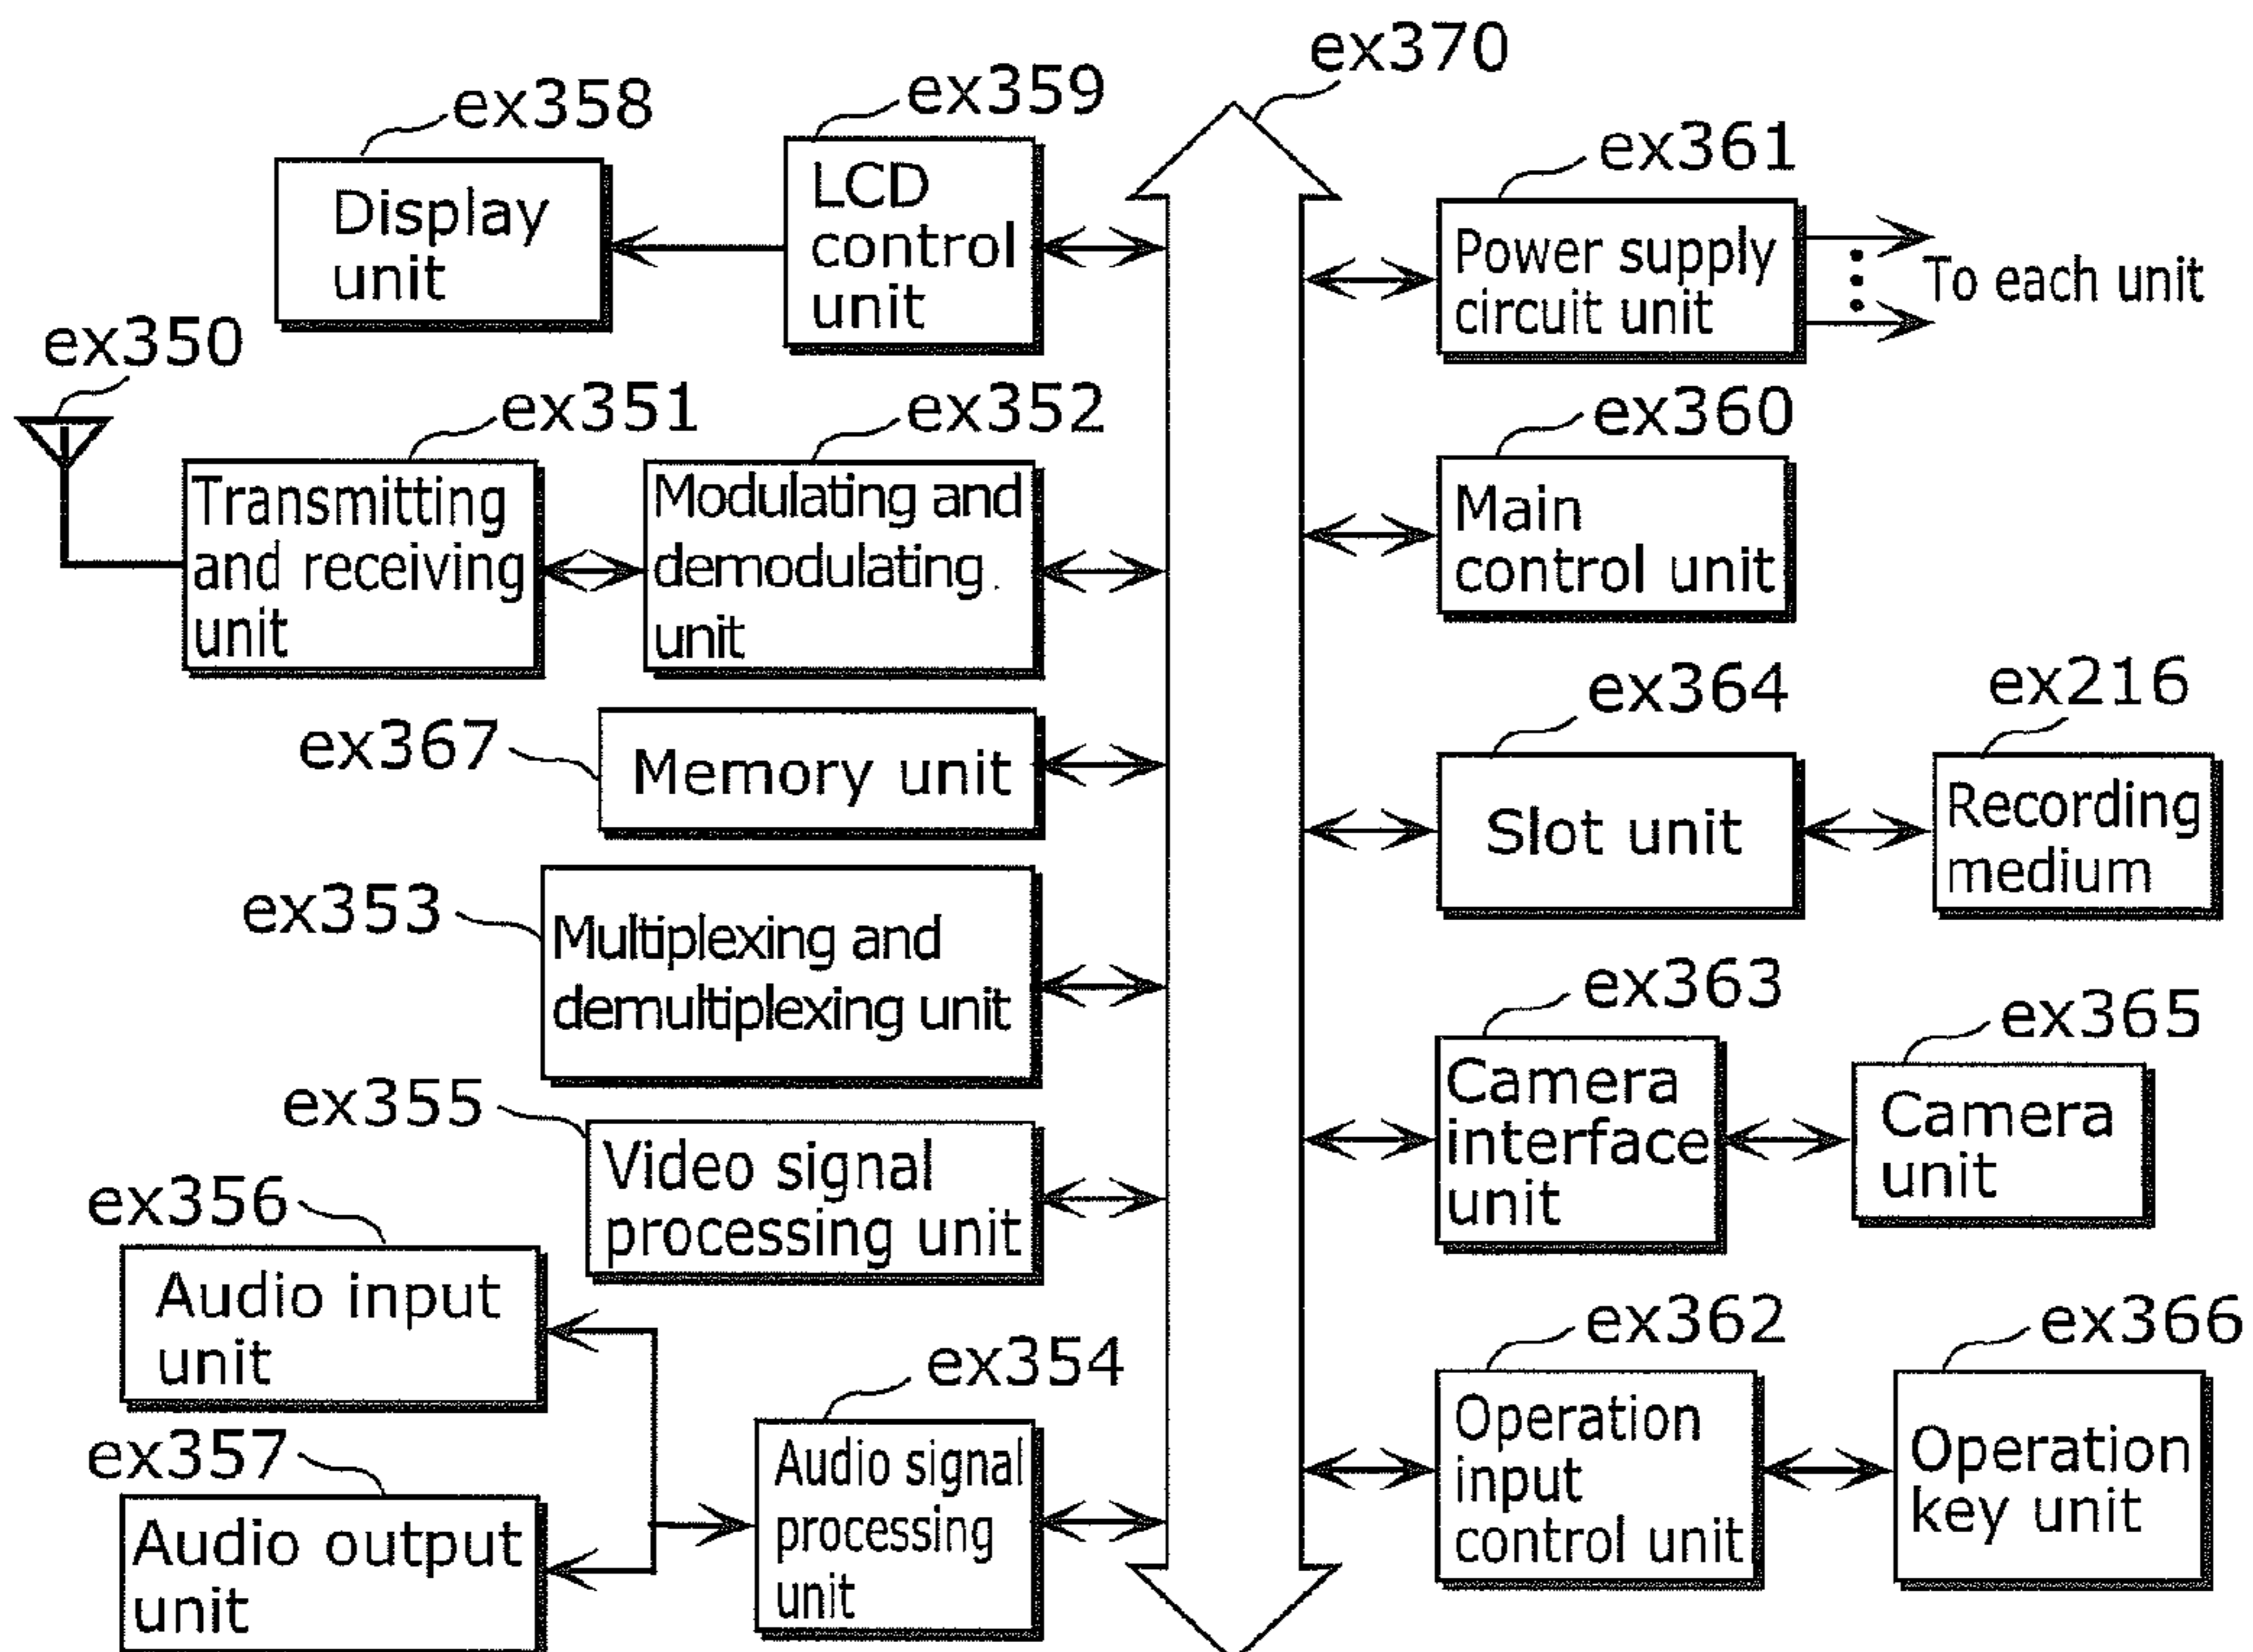 ex370
ex358
ex359
Display
unit
LCD
control
unit
ex361
Power supply
circuit unit
To each unit
ex350
ex351
ex352
Transmitting
and receiving
unit
Modulating and
demodulating
unit
ex360
Main
control unit
ex367
Memory unit
ex364
ex216
Slot unit
Recording
medium
ex353
Multiplexing and
demultiplexing unit
ex363
ex365
Camera
interface
unit
Camera
unit
ex355
Video signal
processing unit
ex356
Audio input
unit
ex357
Audio output
unit
ex354
Audio signal
processing
unit
ex362
ex366
Operation
input
control unit
Operation
key unit